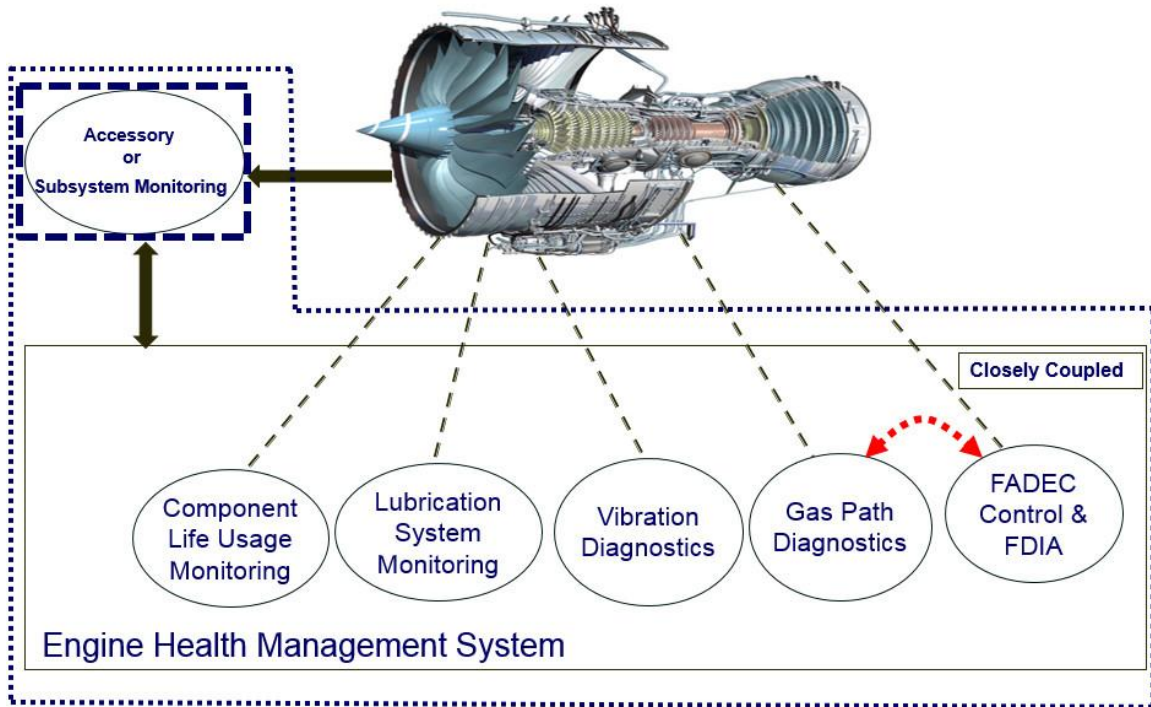 Accessory
or
Subsystem Monitoring
Closely Coupled
Component
Life Usage
Monitoring
Lubrication
System
Monitoring
Vibration
Diagnostics
Gas Path
Diagnostics
FADEC
Control &
FDIA
Engine Health Management System